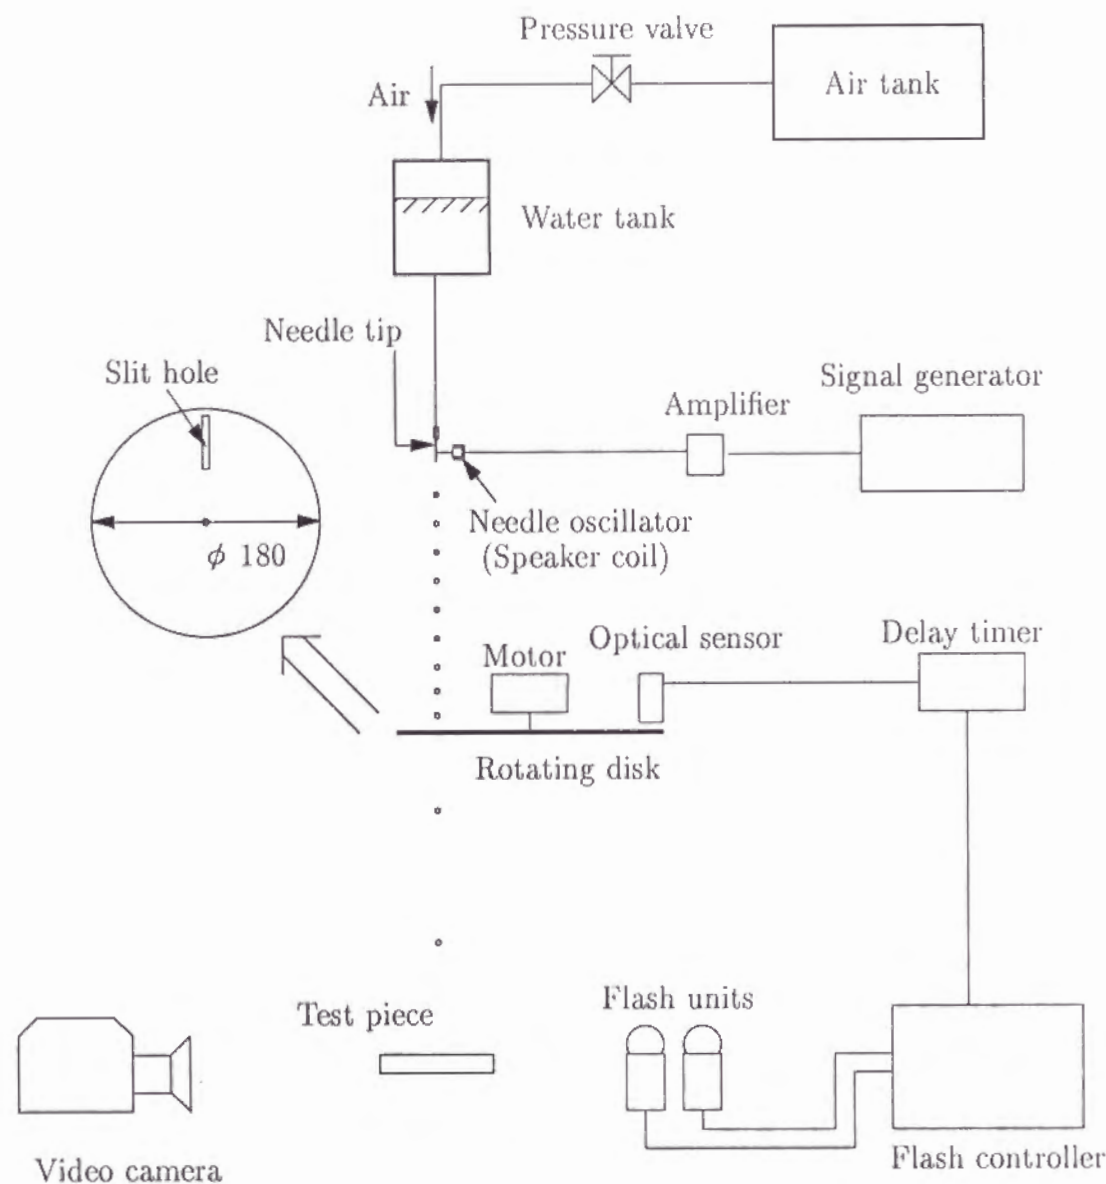 Pressure valve
Air
Air tank
Water tank
Needle tip
Slit hole
Signal generator
Amplifier
Needle oscillator
(Speaker coil)
ϕ 180
Optical sensor
Delay timer
Motor
Rotating disk
Flash units
Test piece
Flash controller
Video camera